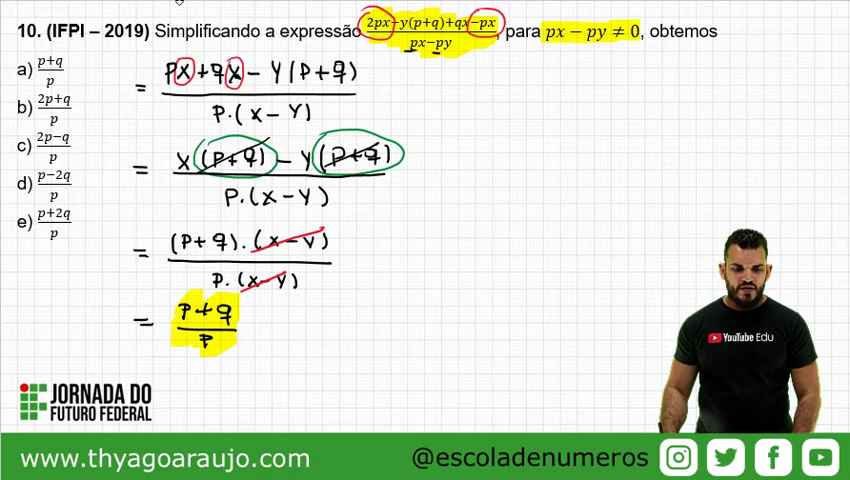 10. (IFPI – 2019) Simplificando a expressão (2px−y(p+q)+qx−px)/(px−py), para px − py ≠ 0, obtemos
a) (p+q)/p
b) (2p+q)/p
c) (2p−q)/p
d) (p−2q)/p
e) (p+2q)/p
= (px + qx − y(p+q))/(p.(x−y))
= (x(p+q) − y(p+q))/(p.(x−y))
= ((p+q).(x−y))/(p.(x−y))
= (p+q)/p
YouTube Edu
JORNADA DO
FUTURO FEDERAL
www.thyagoaraujo.com
@escoladenumeros